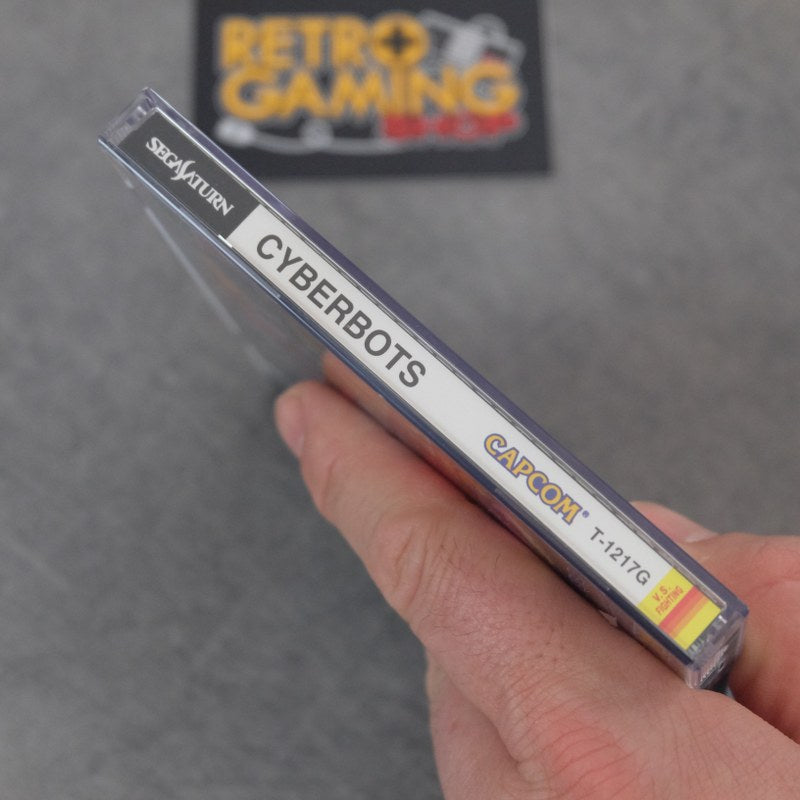 RETRO
GAMING
SHOP
SEGA SATURN
CYBERBOTS
CAPCOM®
T-1217G
V.S.
FIGHTING